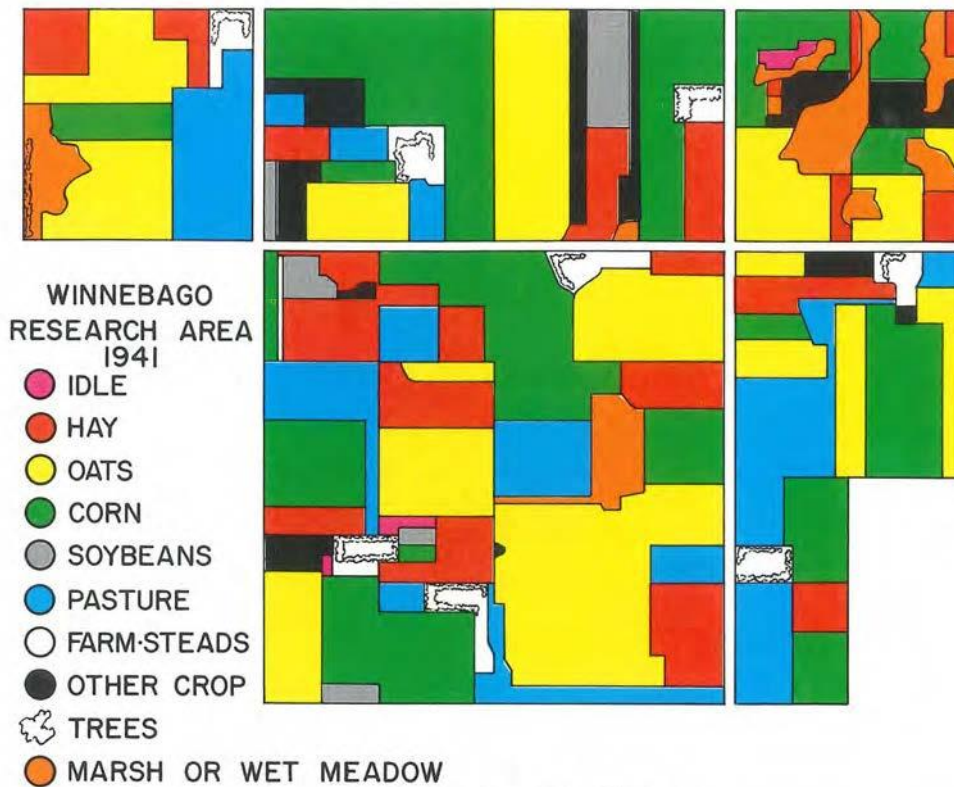 WINNEBAGO
RESEARCH AREA
1941
IDLE
HAY
OATS
CORN
SOYBEANS
PASTURE
FARM·STEADS
OTHER CROP
TREES
MARSH OR WET MEADOW